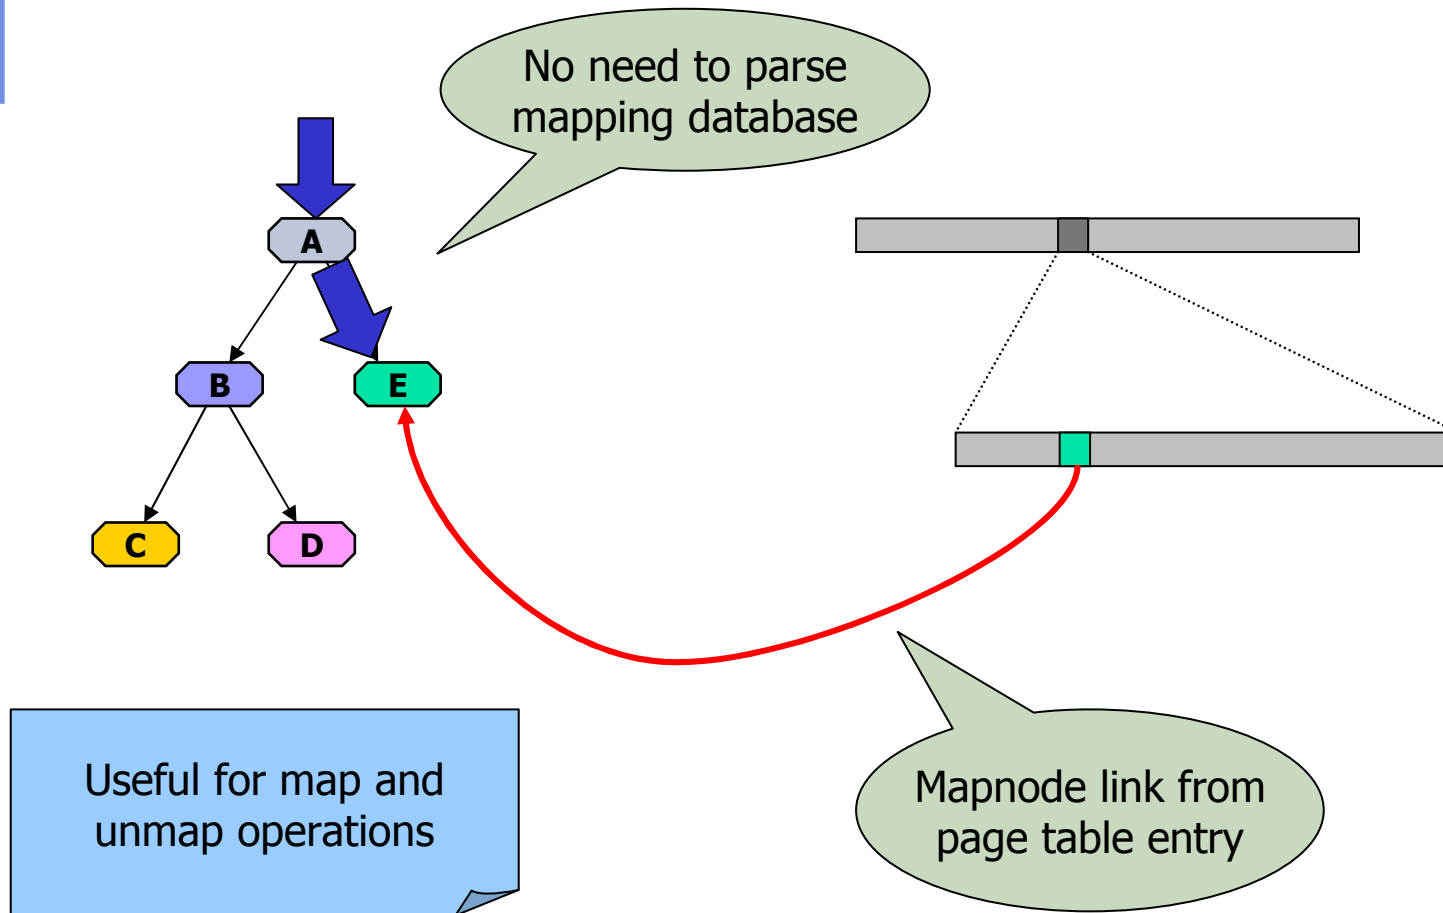 No need to parse
mapping database
A
B
E
C
D
Useful for map and
unmap operations
Mapnode link from
page table entry